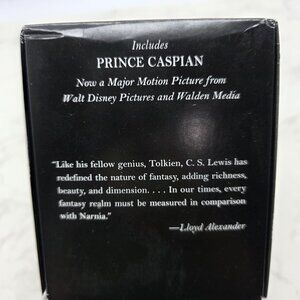 Includes
PRINCE CASPIAN
Now a Major Motion Picture from
Walt Disney Pictures and Walden Media
"Like his fellow genius, Tolkien, C. S. Lewis has
redefined the nature of fantasy, adding richness,
beauty, and dimension. . . . In our times, every
fantasy realm must be measured in comparison
with Narnia."
—Lloyd Alexander